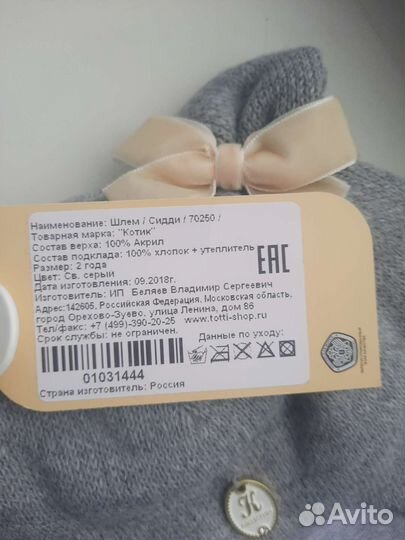 Наименование: Шлем / Сидди / 70250 /
Товарная марка: "Котик"
Состав верха: 100% Акрил
Состав подклада: 100% хлопок + утеплитель
Размер: 2 года
Цвет: Св. серый
Дата изготовления: 09.2018г.
Изготовитель: ИП Беляев Владимир Сергеевич
Адрес:142605, Российская Федерация, Московская область,
город Орехово-Зуево, улица Ленина, дом 86
Тел/факс: +7 (499)-390-20-25 www.totti-shop.ru
Срок службы: не ограничен.
Данные по уходу:
01031444
Страна изготовитель: Россия
EAC
Avito